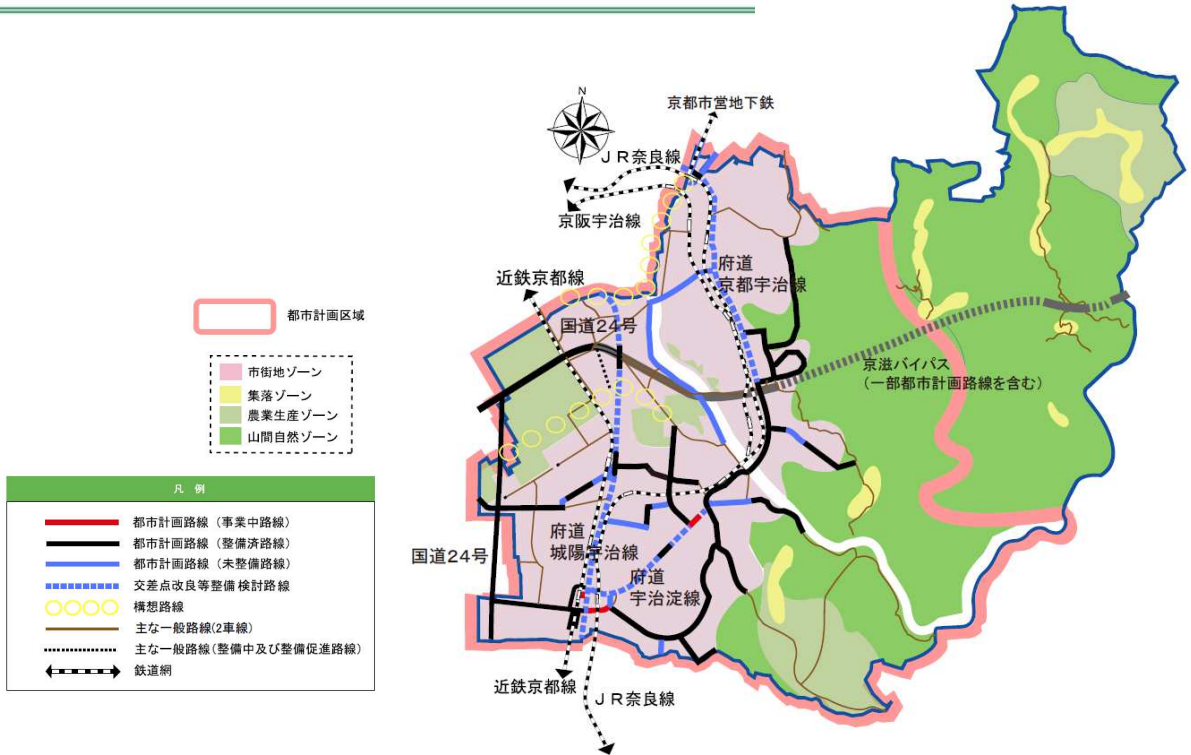 N
京都市営地下鉄
JR奈良線
京阪宇治線
近鉄京都線
府道
京都宇治線
都市計画区域
国道24号
京滋バイパス
(一部都市計画路線を含む)
市街地ゾーン
集落ゾーン
農業生産ゾーン
山間自然ゾーン
凡 例
都市計画路線(事業中路線)
都市計画路線(整備済路線)
都市計画路線(未整備路線)
交差点改良等整備検討路線
構想路線
主な一般路線(2車線)
主な一般路線(整備中及び整備促進路線)
鉄道網
国道24号
府道
城陽宇治線
府道
宇治淀線
近鉄京都線
JR奈良線